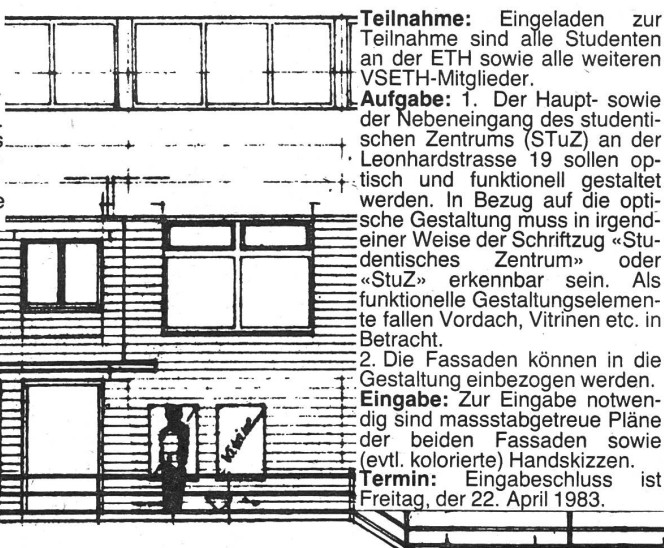 Teilnahme: Eingeladen zur
Teilnahme sind alle Studenten
an der ETH sowie alle weiteren
VSETH-Mitglieder.
Aufgabe: 1. Der Haupt- sowie
der Nebeneingang des studenti-
schen Zentrums (STuZ) an der
Leonhardstrasse 19 sollen op-
tisch und funktionell gestaltet
werden. In Bezug auf die opti-
sche Gestaltung muss in irgend-
einer Weise der Schriftzug «Stu-
dentisches Zentrum» oder
«StuZ» erkennbar sein. Als
funktionelle Gestaltungselemen-
te fallen Vordach, Vitrinen etc. in
Betracht.
2. Die Fassaden können in die
Gestaltung einbezogen werden.
Eingabe: Zur Eingabe notwen-
dig sind massstabgetreue Pläne
der beiden Fassaden sowie
(evtl. kolorierte) Handskizzen.
Termin: Eingabeschluss ist
Freitag, der 22. April 1983.